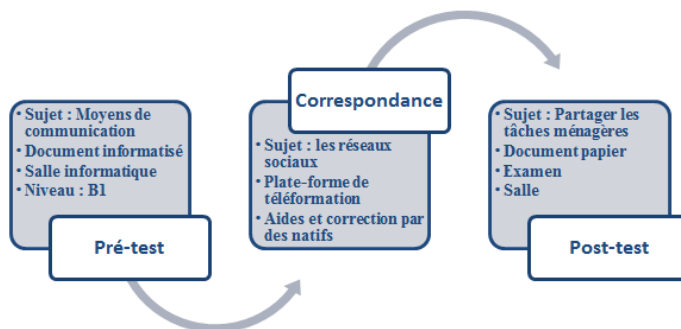 • Sujet : Moyens de
communication
• Document informatisé
• Salle informatique
• Niveau : B1
Pré-test
Correspondance
• Sujet : les réseaux
sociaux
• Plate-forme de
téléformation
• Aides et correction par
des natifs
• Sujet : Partager les
tâches ménagères
• Document papier
• Examen
• Salle
Post-test